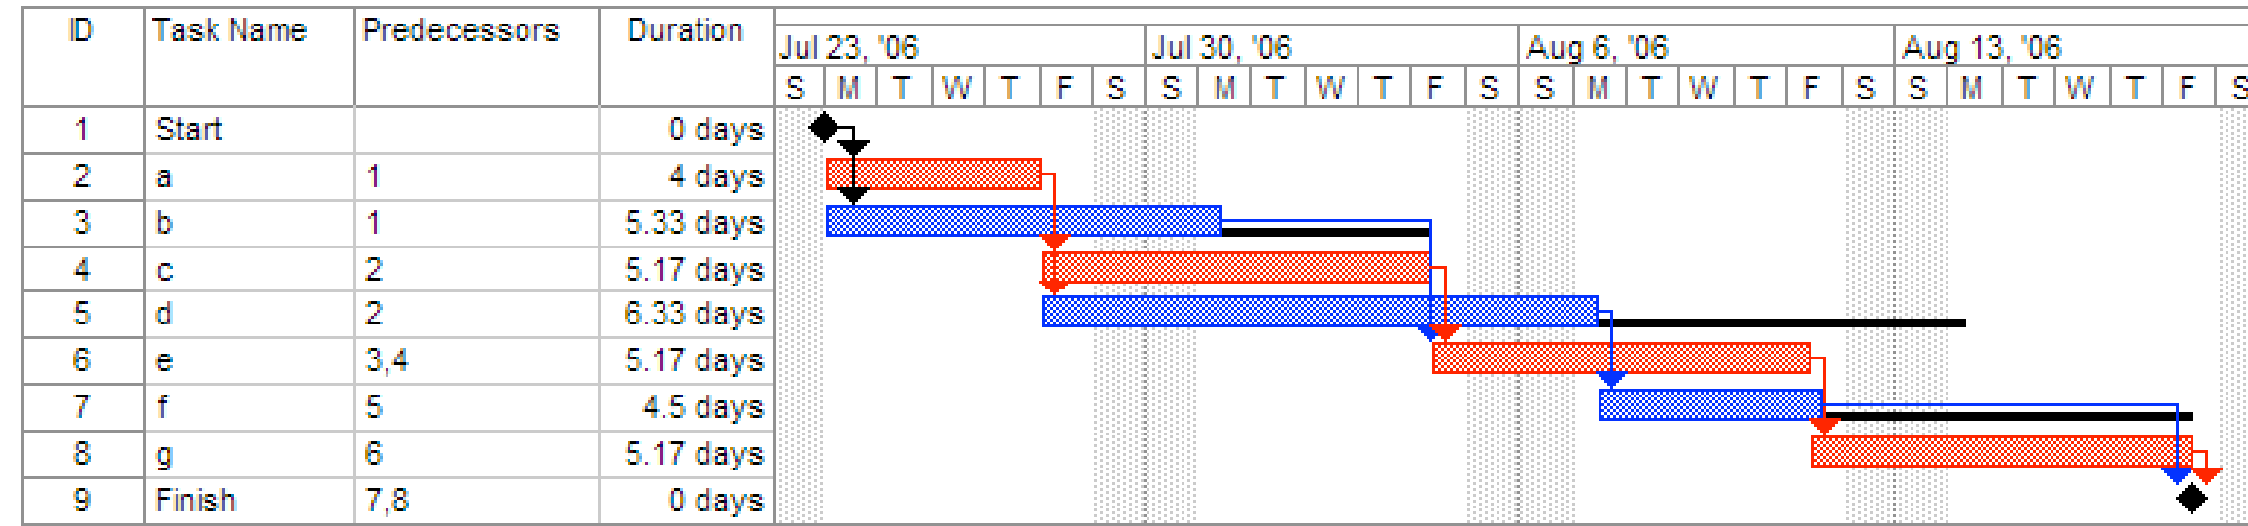 ID Task Name Predecessors Duration
Jul 23, '06 Jul 30, '06 Aug 6, '06 Aug 13, '06
S M T W T F S S M T W T F S S M T W T F S S M T W T F S
1 Start 0 days
2 a 1 4 days
3 b 1 5.33 days
4 c 2 5.17 days
5 d 2 6.33 days
6 e 3,4 5.17 days
7 f 5 4.5 days
8 g 6 5.17 days
9 Finish 7,8 0 days